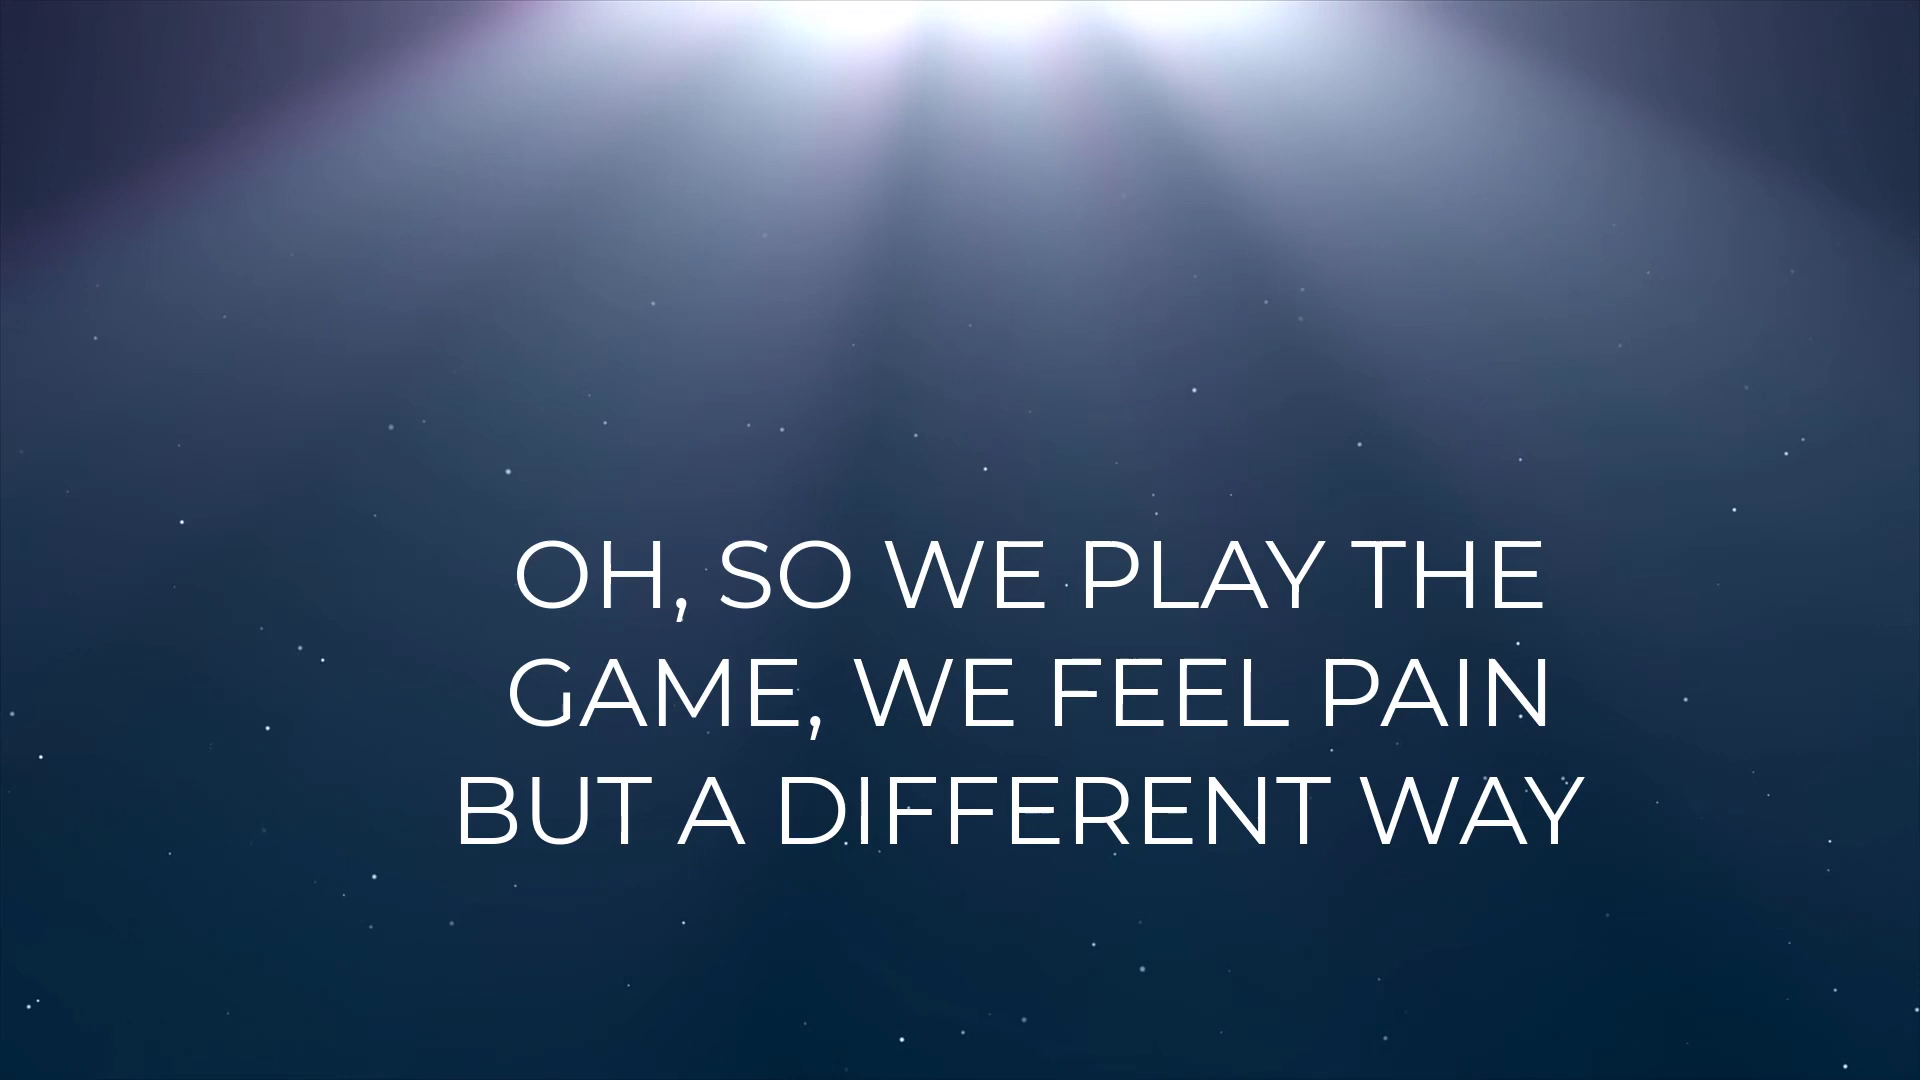 OH, SO WE PLAY THE
GAME, WE FEEL PAIN
BUT A DIFFERENT WAY